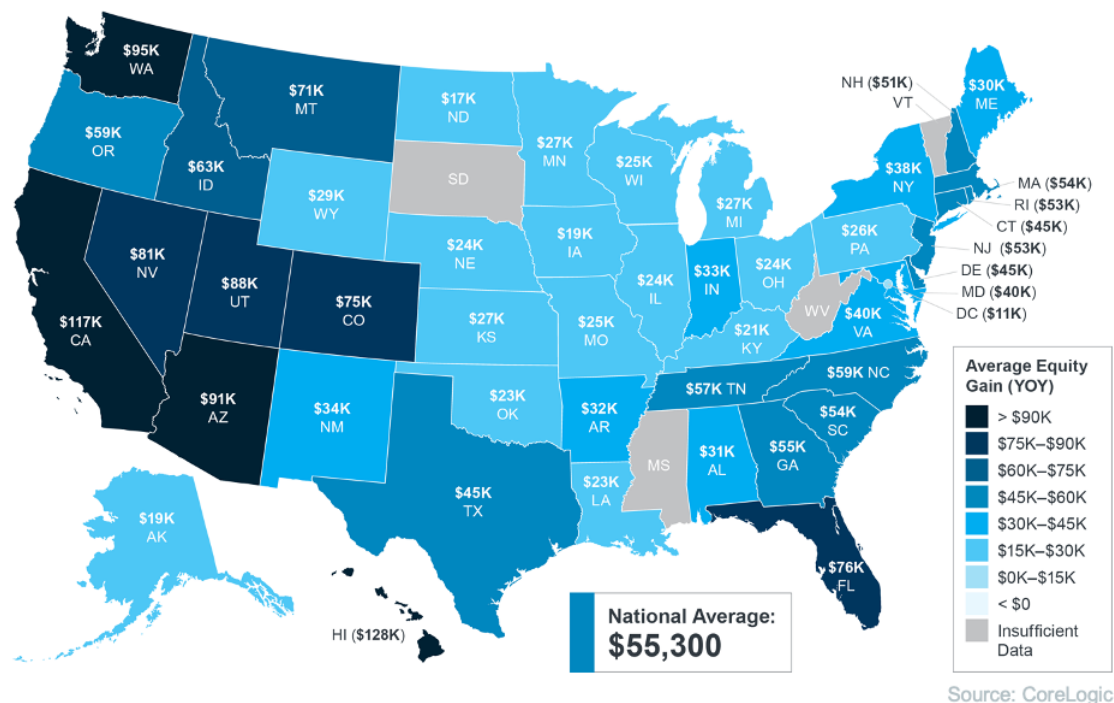 $95K
WA
$71K
MT
$17K
ND
$59K
OR
$63K
ID
$29K
WY
SD
$27K
MN
$25K
WI
$27K
MI
NH ($51K)
VT
$30K
ME
$38K
NY
MA ($54K)
RI ($53K)
CT ($45K)
NJ ($53K)
DE ($45K)
MD ($40K)
DC ($11K)
$81K
NV
$88K
UT
$75K
CO
$24K
NE
$19K
IA
$24K
IL
$33K
IN
$24K
OH
$26K
PA
WV
$40K
VA
$117K
CA
$91K
AZ
$34K
NM
$27K
KS
$25K
MO
$21K
KY
$57K TN
$59K NC
$54K
SC
$23K
OK
$32K
AR
MS
$31K
AL
$55K
GA
$45K
TX
$23K
LA
$76K
FL
$19K
AK
HI ($128K)
National Average:
$55,300
Average Equity
Gain (YOY)
> $90K
$75K–$90K
$60K–$75K
$45K–$60K
$30K–$45K
$15K–$30K
$0K–$15K
< $0
Insufficient
Data
Source: CoreLogic